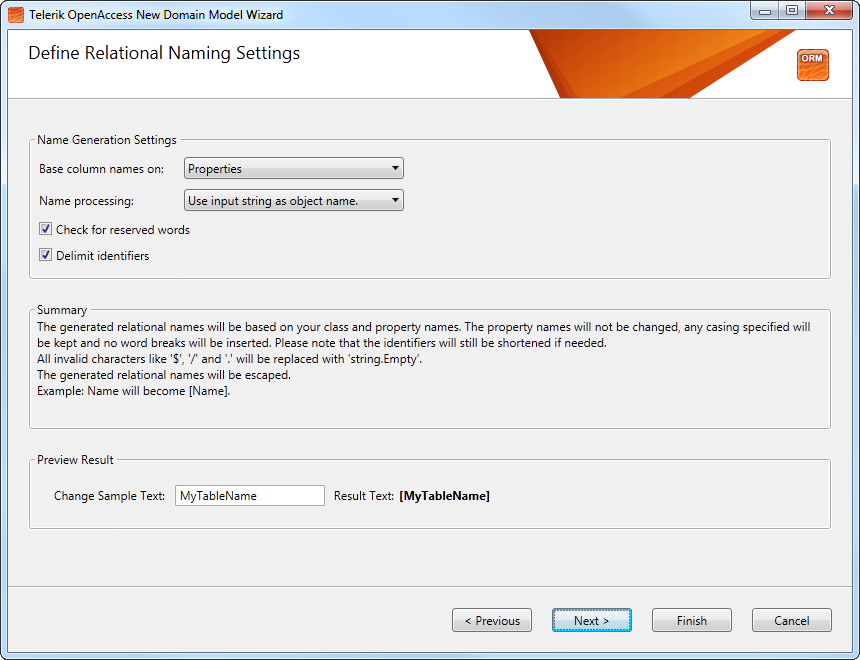 Telerik OpenAccess New Domain Model Wizard
Define Relational Naming Settings
ORM
Name Generation Settings
Base column names on: Properties
Name processing: Use input string as object name.
Check for reserved words
Delimit identifiers
Summary
The generated relational names will be based on your class and property names. The property names will not be changed, any casing specified will
be kept and no word breaks will be inserted. Please note that the identifiers will still be shortened if needed.
All invalid characters like '$', '/' and '.' will be replaced with 'string.Empty'.
The generated relational names will be escaped.
Example: Name will become [Name].
Preview Result
Change Sample Text: MyTableName Result Text: [MyTableName]
< Previous Next > Finish Cancel